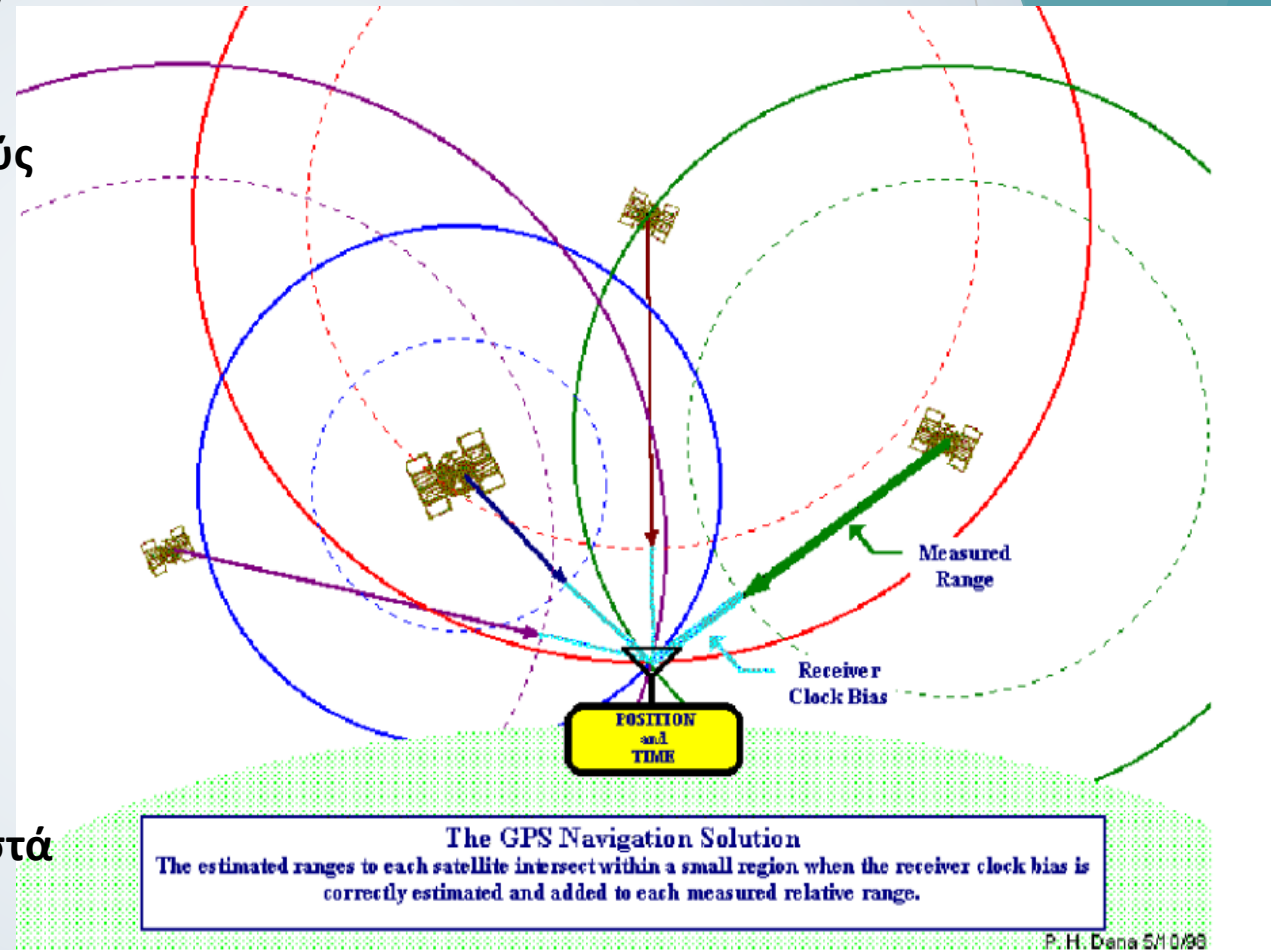 ύς
Measured
Range
Receiver
Clock Bias
POSITION
and
TIME
στά
The GPS Navigation Solution
The estimated ranges to each satellite intersect within a small region when the receiver clock bias is
correctly estimated and added to each measured relative range.
P. H. Dana 5/10/98